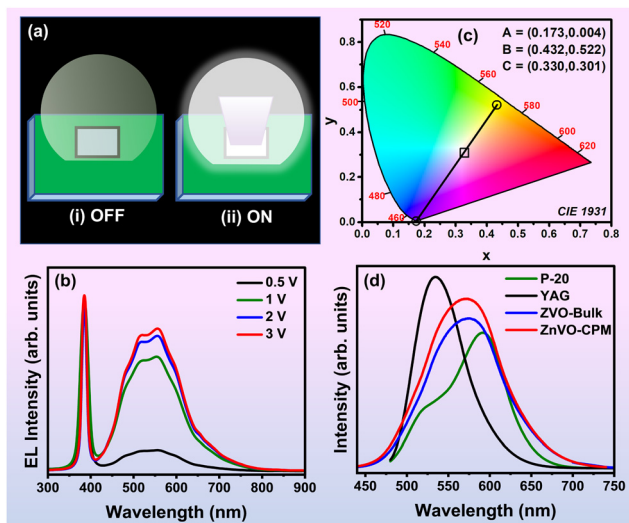 (a)
(i) OFF
(ii) ON
(c)
A = (0.173,0.004)
B = (0.432,0.522)
C = (0.330,0.301)
520
540
560
500
580
600
620
480
460
CIE 1931
0.8
0.6
0.4
0.2
0.0
y
0.0 0.1 0.2 0.3 0.4 0.5 0.6 0.7 0.8
x
(b)
0.5 V
1 V
2 V
3 V
EL Intensity (arb. units)
300 400 500 600 700 800 900
Wavelength (nm)
(d)
P-20
YAG
ZVO-Bulk
ZnVO-CPM
Intensity (arb. units)
450 500 550 600 650 700 750
Wavelength (nm)